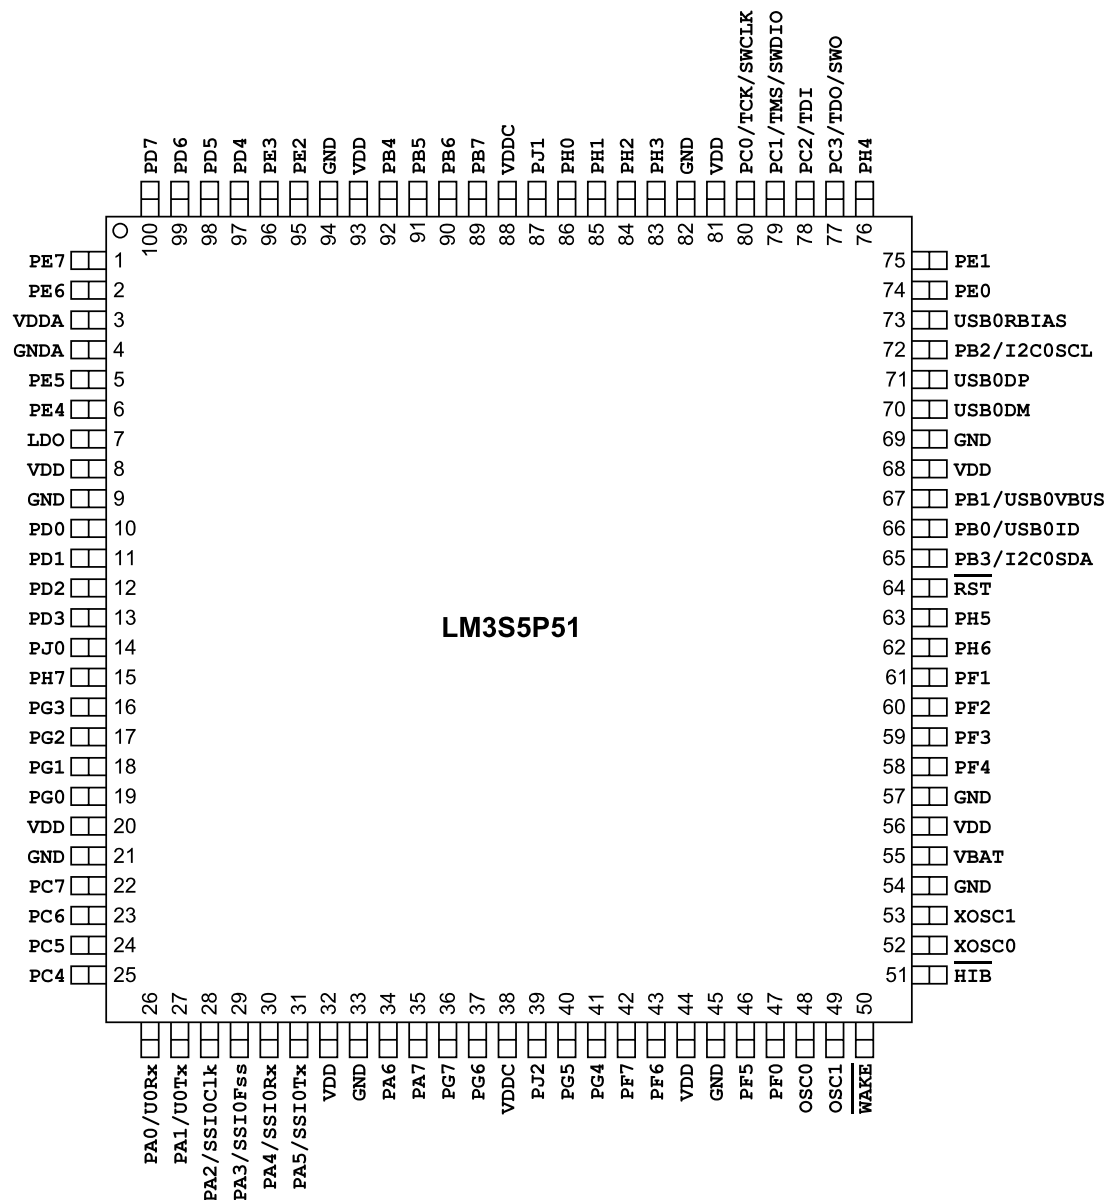 PD7
PD6
PD5
PD4
PE3
PE2
GND
VDD
PB4
PB5
PB6
PB7
VDDC
PJ1
PH0
PH1
PH2
PH3
GND
VDD
PC0/TCK/SWCLK
PC1/TMS/SWDIO
PC2/TDI
PC3/TDO/SWO
PH4
100
99
98
97
96
95
94
93
92
91
90
89
88
87
86
85
84
83
82
81
80
79
78
77
76
PE7 1
PE6 2
VDDA 3
GNDA 4
PE5 5
PE4 6
LDO 7
VDD 8
GND 9
PD0 10
PD1 11
PD2 12
PD3 13
PJ0 14
PH7 15
PG3 16
PG2 17
PG1 18
PG0 19
VDD 20
GND 21
PC7 22
PC6 23
PC5 24
PC4 25
LM3S5P51
75 PE1
74 PE0
73 USB0RBIAS
72 PB2/I2C0SCL
71 USB0DP
70 USB0DM
69 GND
68 VDD
67 PB1/USB0VBUS
66 PB0/USB0ID
65 PB3/I2C0SDA
64 RST
63 PH5
62 PH6
61 PF1
60 PF2
59 PF3
58 PF4
57 GND
56 VDD
55 VBAT
54 GND
53 XOSC1
52 XOSC0
51 HIB
26
27
28
29
30
31
32
33
34
35
36
37
38
39
40
41
42
43
44
45
46
47
48
49
50
PA0/U0Rx
PA1/U0Tx
PA2/SSI0Clk
PA3/SSI0Fss
PA4/SSI0Rx
PA5/SSI0Tx
VDD
GND
PA6
PA7
PG7
PG6
VDDC
PJ2
PG5
PG4
PF7
PF6
VDD
GND
PF5
PF0
OSC0
OSC1
WAKE